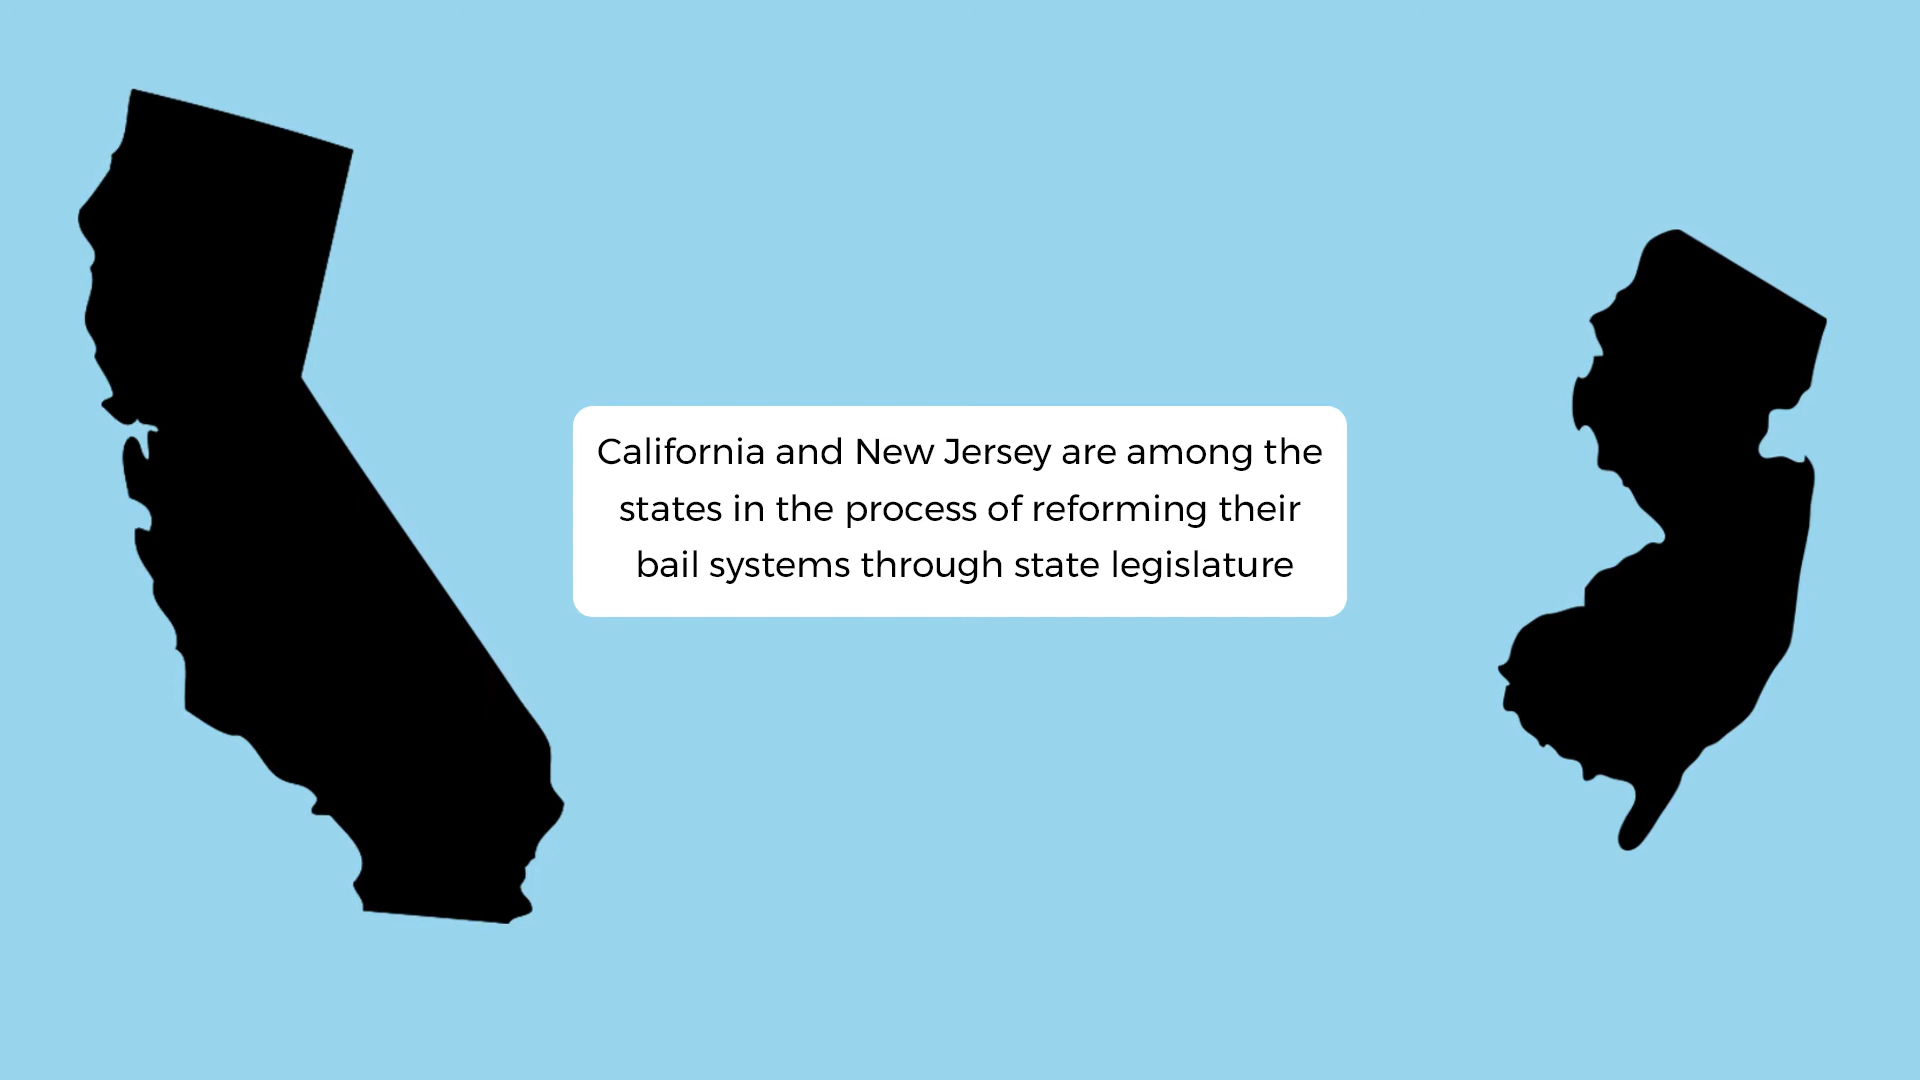 California and New Jersey are among the
states in the process of reforming their
bail systems through state legislature